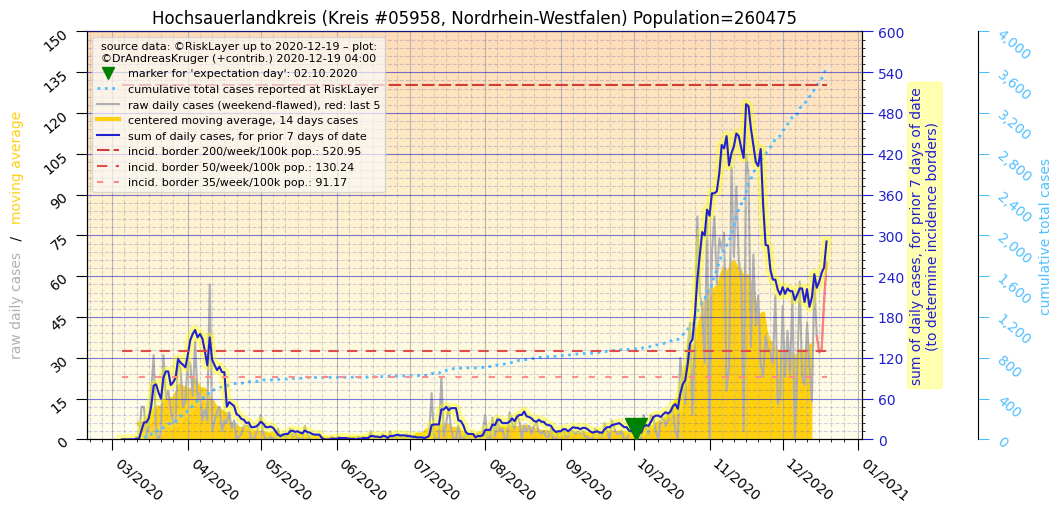 Hochsauerlandkreis (Kreis #05958, Nordrhein-Westfalen) Population=260475
source data: ©RiskLayer up to 2020-12-19 – plot:
©DrAndreasKruger (+contrib.) 2020-12-19 04:00
marker for 'expectation day': 02.10.2020
cumulative total cases reported at RiskLayer
raw daily cases (weekend-flawed), red: last 5
centered moving average, 14 days cases
sum of daily cases, for prior 7 days of date
incid. border 200/week/100k pop.: 520.95
incid. border 50/week/100k pop.: 130.24
incid. border 35/week/100k pop.: 91.17
raw daily cases / moving average
150
135
120
105
90
75
60
45
30
15
0
03/2020
04/2020
05/2020
06/2020
07/2020
08/2020
09/2020
10/2020
11/2020
12/2020
01/2021
600
540
480
420
360
300
240
180
120
60
0
sum of daily cases, for prior 7 days of date
(to determine incidence borders)
4,000
3,600
3,200
2,800
2,400
2,000
1,600
1,200
800
400
0
cumulative total cases